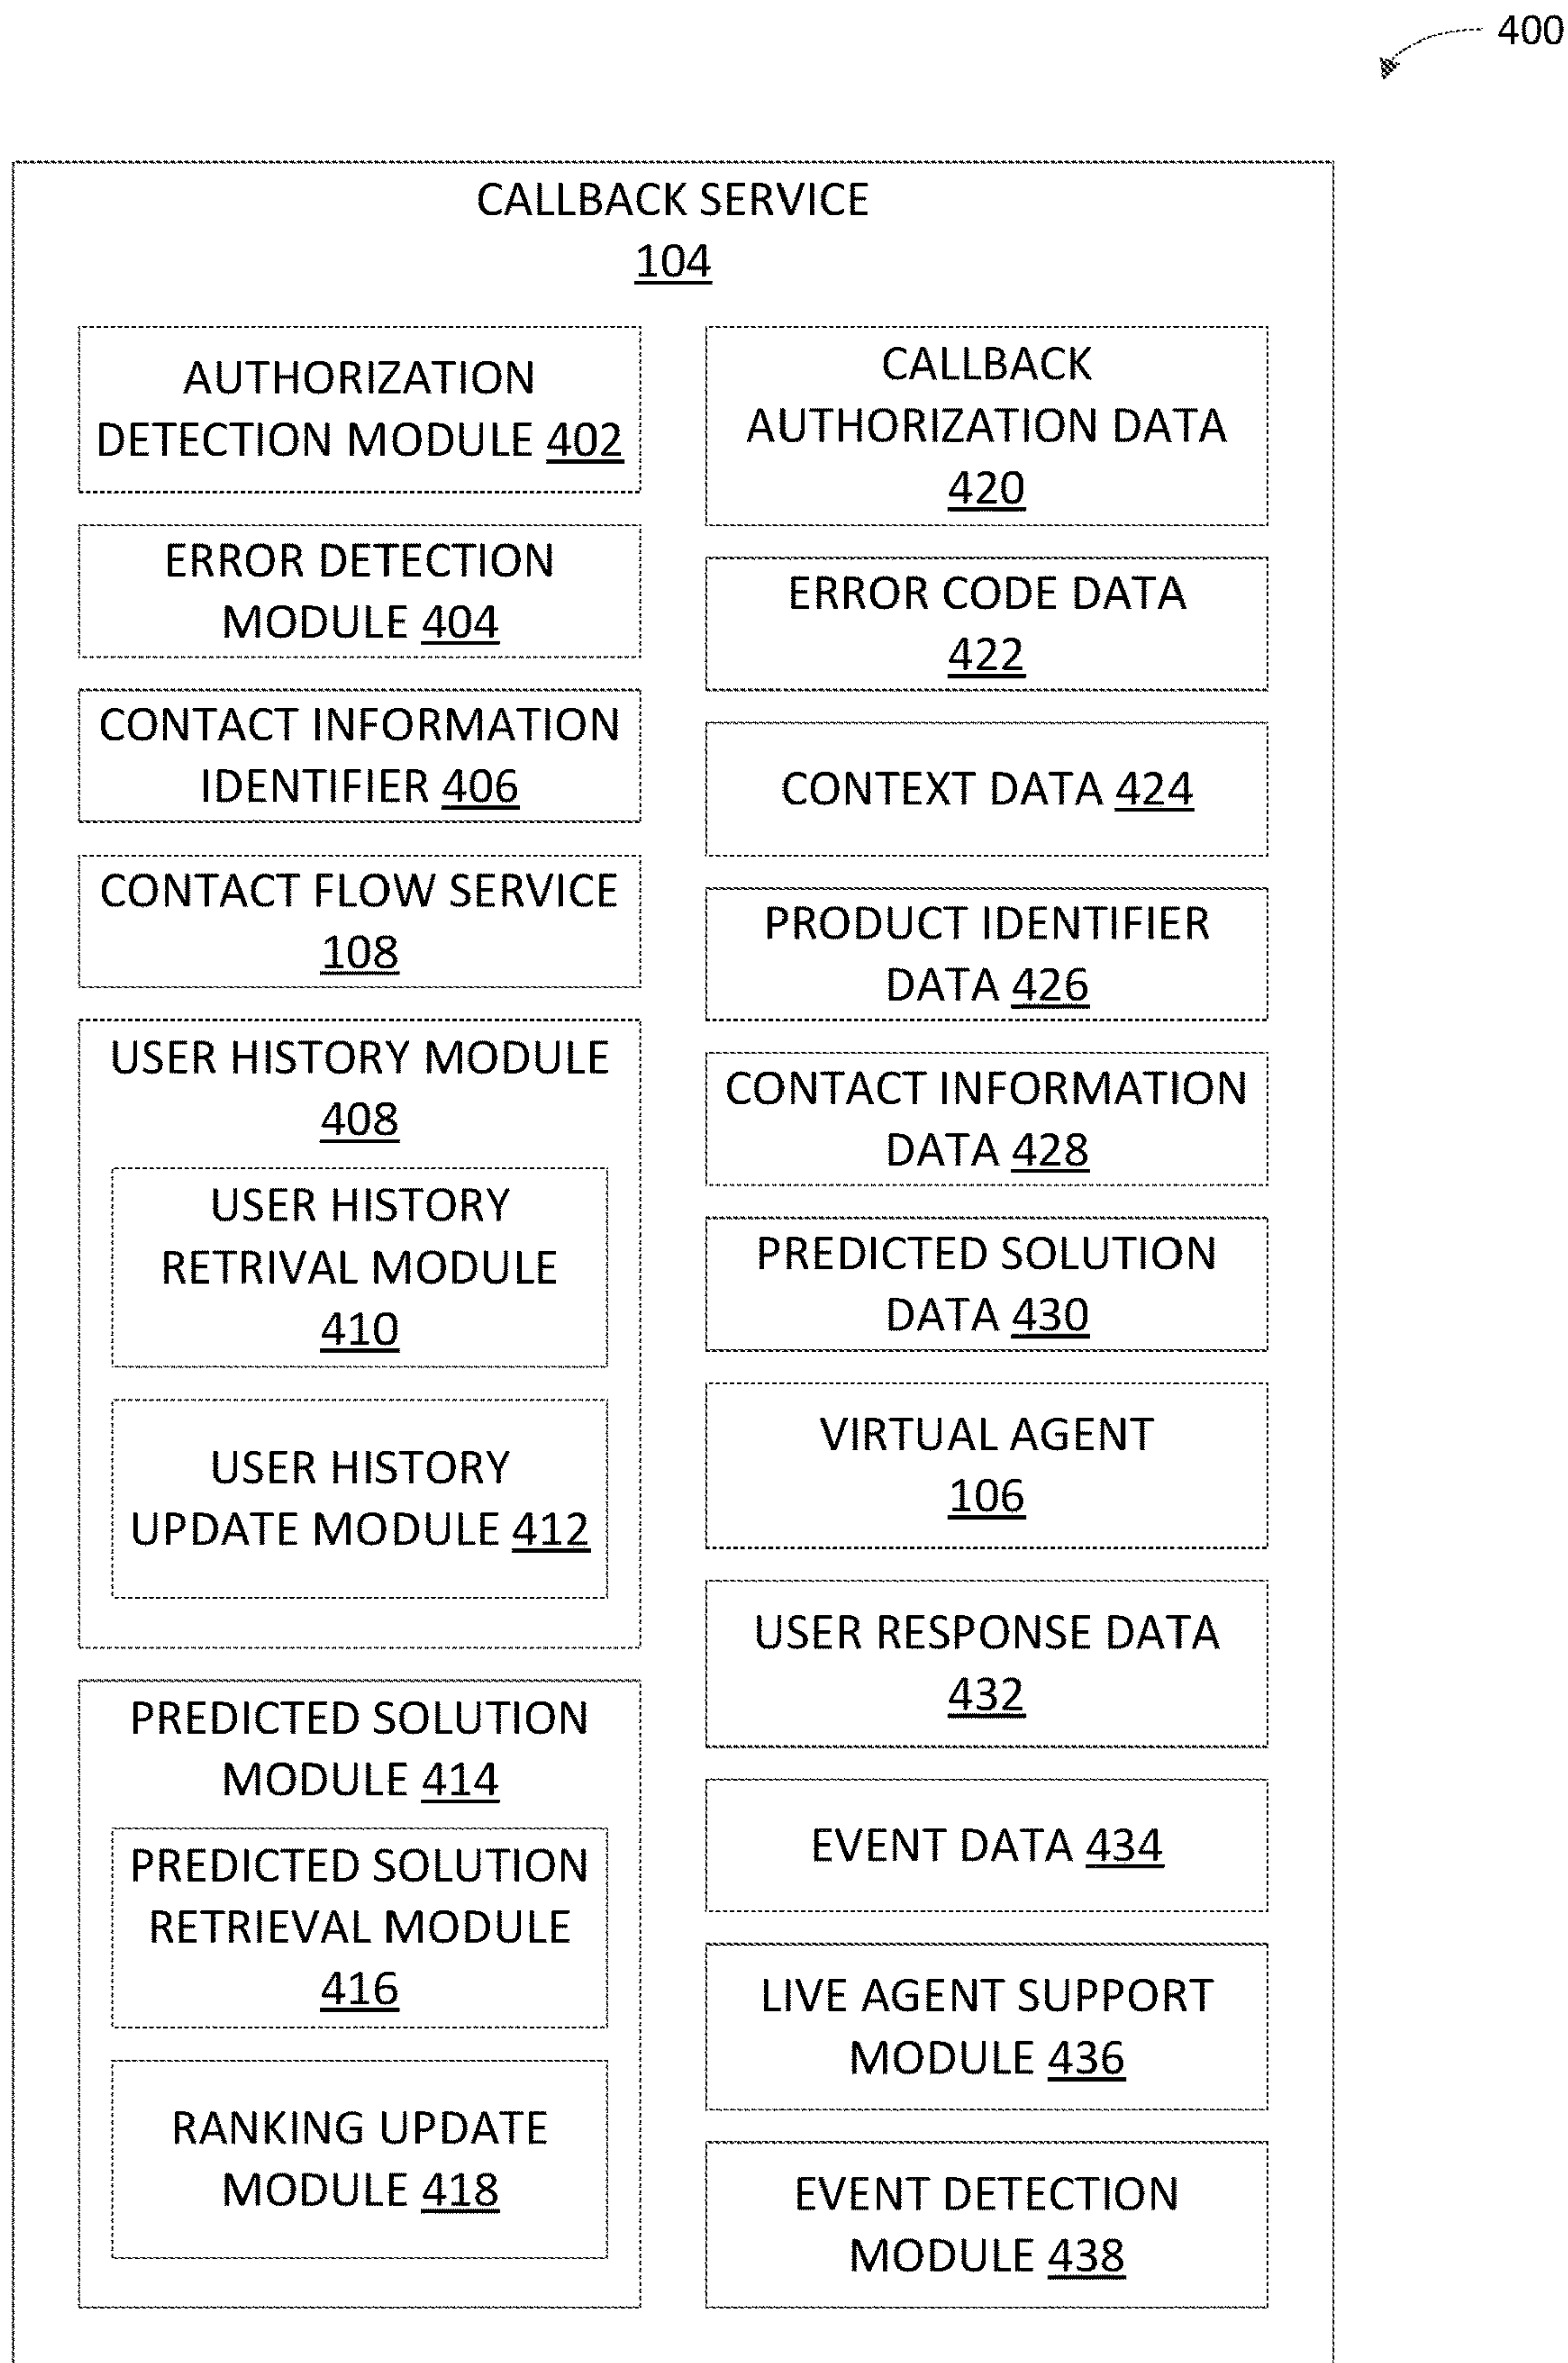 400
CALLBACK SERVICE
104
AUTHORIZATION
DETECTION MODULE 402
ERROR DETECTION
MODULE 404
CONTACT INFORMATION
IDENTIFIER 406
CONTACT FLOW SERVICE
108
USER HISTORY MODULE
408
USER HISTORY
RETRIVAL MODULE
410
USER HISTORY
UPDATE MODULE 412
PREDICTED SOLUTION
MODULE 414
PREDICTED SOLUTION
RETRIEVAL MODULE
416
RANKING UPDATE
MODULE 418
CALLBACK
AUTHORIZATION DATA
420
ERROR CODE DATA
422
CONTEXT DATA 424
PRODUCT IDENTIFIER
DATA 426
CONTACT INFORMATION
DATA 428
PREDICTED SOLUTION
DATA 430
VIRTUAL AGENT
106
USER RESPONSE DATA
432
EVENT DATA 434
LIVE AGENT SUPPORT
MODULE 436
EVENT DETECTION
MODULE 438